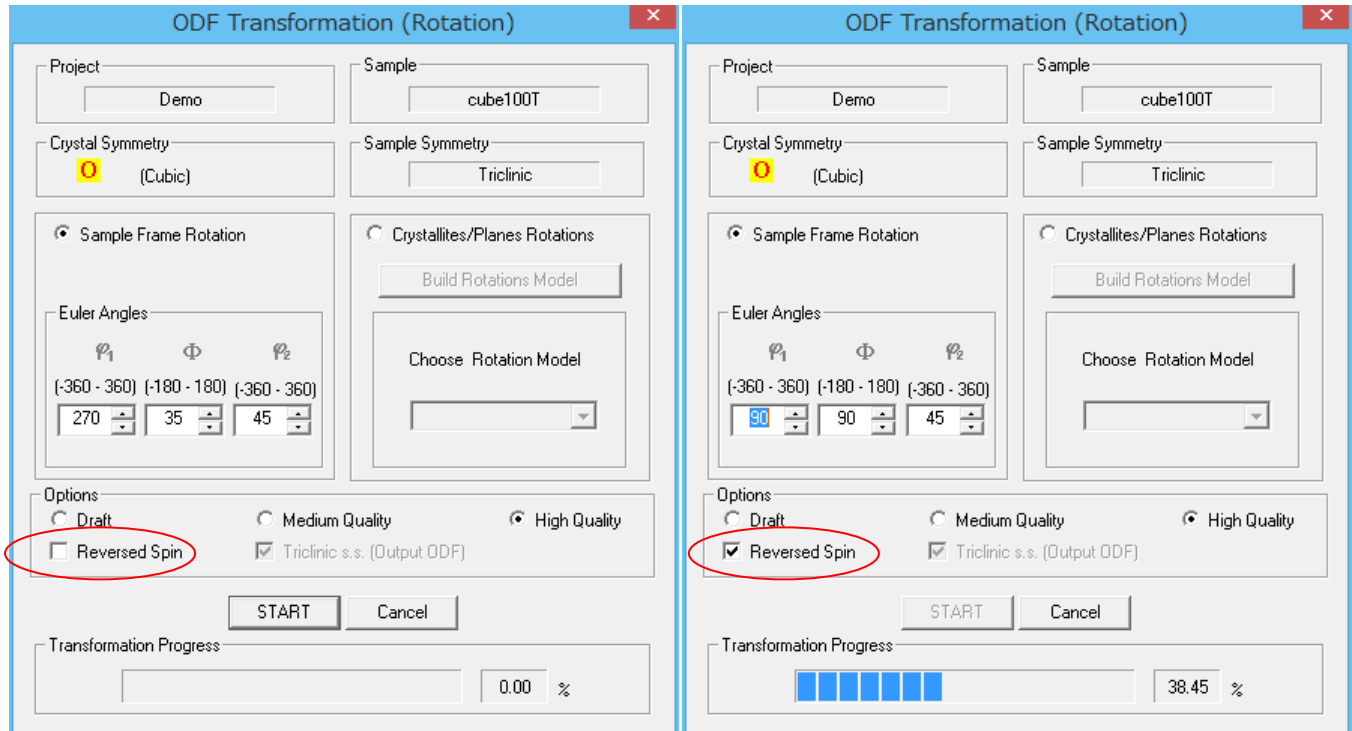 ODF Transformation (Rotation)
Project
Demo
Sample
cube100T
Crystal Symmetry
O (Cubic)
Sample Symmetry
Triclinic
Sample Frame Rotation
Crystallites/Planes Rotations
Build Rotations Model
Euler Angles
φ1 Φ φ2
(-360 - 360) (-180 - 180) (-360 - 360)
270 35 45
Choose Rotation Model
Options
Draft Medium Quality High Quality
Reversed Spin Triclinic s.s. (Output ODF)
START Cancel
Transformation Progress
0.00 %
ODF Transformation (Rotation)
Project
Demo
Sample
cube100T
Crystal Symmetry
O (Cubic)
Sample Symmetry
Triclinic
Sample Frame Rotation
Crystallites/Planes Rotations
Build Rotations Model
Euler Angles
φ1 Φ φ2
(-360 - 360) (-180 - 180) (-360 - 360)
90 90 45
Choose Rotation Model
Options
Draft Medium Quality High Quality
Reversed Spin Triclinic s.s. (Output ODF)
START Cancel
Transformation Progress
38.45 %